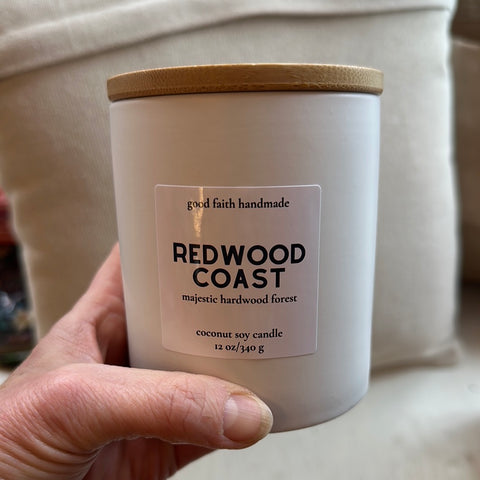 good faith handmade
REDWOOD
COAST
majestic hardwood forest
coconut soy candle
12 oz/340 g